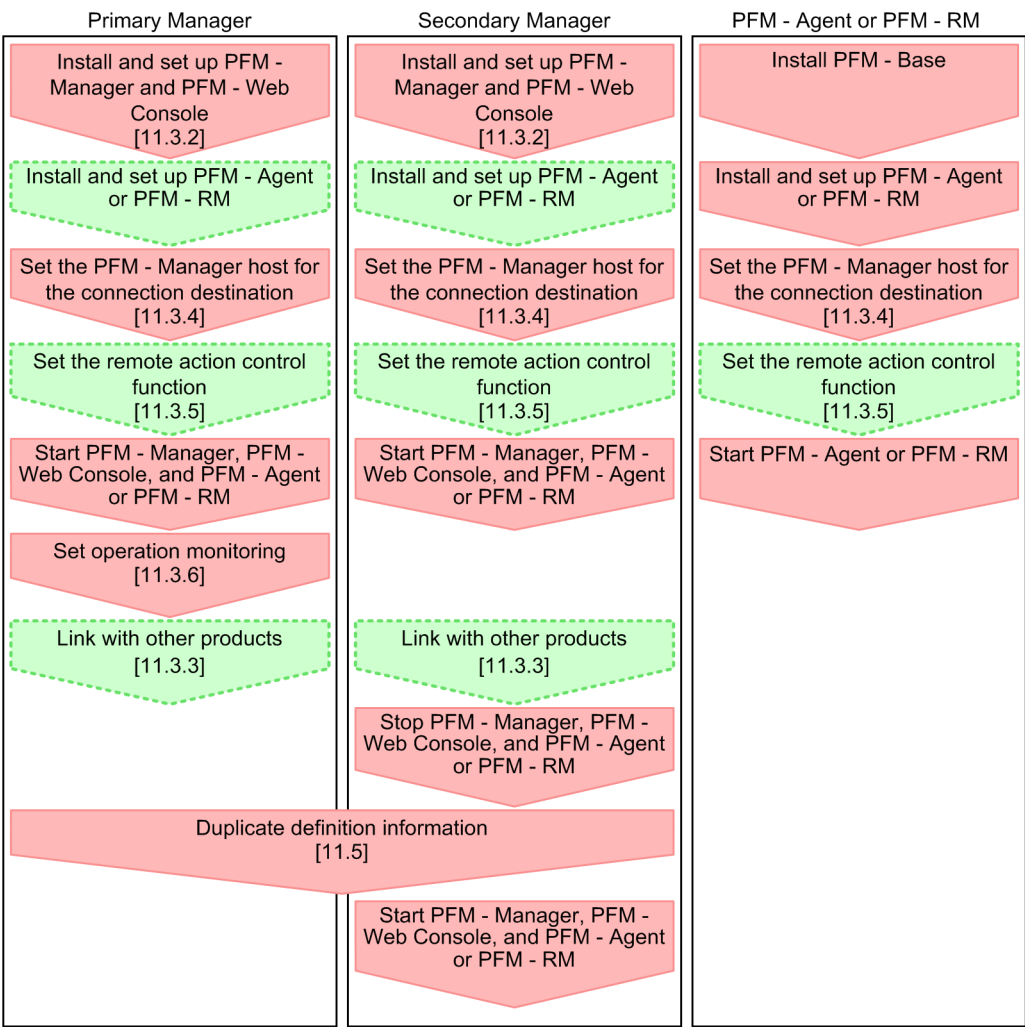 Primary Manager
Secondary Manager
PFM - Agent or PFM - RM
Install and set up PFM -
Manager and PFM - Web
Console
[11.3.2]
Install and set up PFM -
Manager and PFM - Web
Console
[11.3.2]
Install PFM - Base
Install and set up PFM - Agent
or PFM - RM
Install and set up PFM - Agent
or PFM - RM
Install and set up PFM - Agent
or PFM - RM
Set the PFM - Manager host for
the connection destination
[11.3.4]
Set the PFM - Manager host for
the connection destination
[11.3.4]
Set the PFM - Manager host for
the connection destination
[11.3.4]
Set the remote action control
function
[11.3.5]
Set the remote action control
function
[11.3.5]
Set the remote action control
function
[11.3.5]
Start PFM - Manager, PFM -
Web Console, and PFM - Agent
or PFM - RM
Start PFM - Manager, PFM -
Web Console, and PFM - Agent
or PFM - RM
Start PFM - Agent or PFM - RM
Set operation monitoring
[11.3.6]
Link with other products
[11.3.3]
Link with other products
[11.3.3]
Stop PFM - Manager, PFM -
Web Console, and PFM - Agent
or PFM - RM
Duplicate definition information
[11.5]
Start PFM - Manager, PFM -
Web Console, and PFM - Agent
or PFM - RM